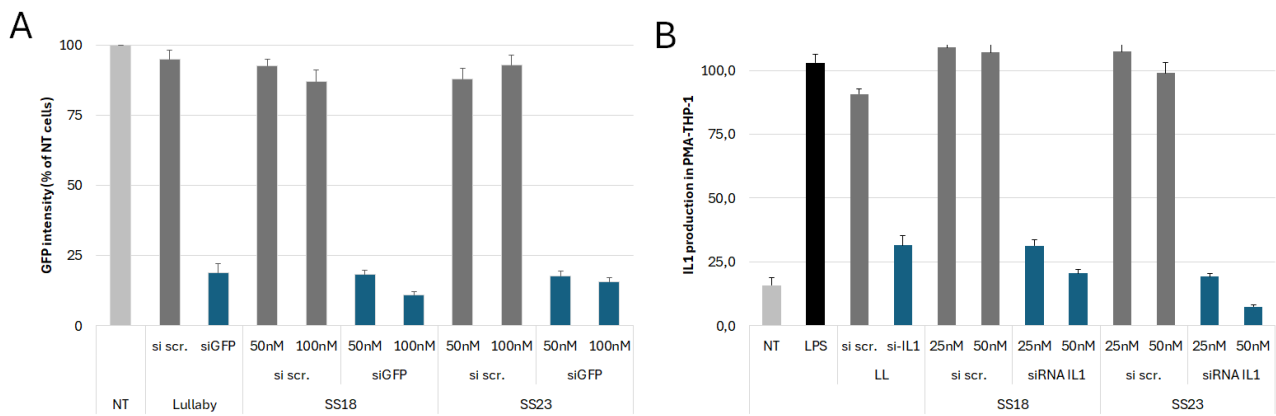 A
GFP intensity (% of NT cells)
100
75
50
25
0
si scr. siGFP 50nM 100nM 50nM 100nM 50nM 100nM 50nM 100nM
si scr. siGFP si scr. siGFP
NT Lullaby SS18 SS23
B
IL1 production in PMA-THP-1
100,0
75,0
50,0
25,0
0,0
NT LPS si scr. si-IL1 25nM 50nM 25nM 50nM 25nM 50nM 25nM 50nM
LL si scr. siRNA IL1 si scr. siRNA IL1
SS18 SS23